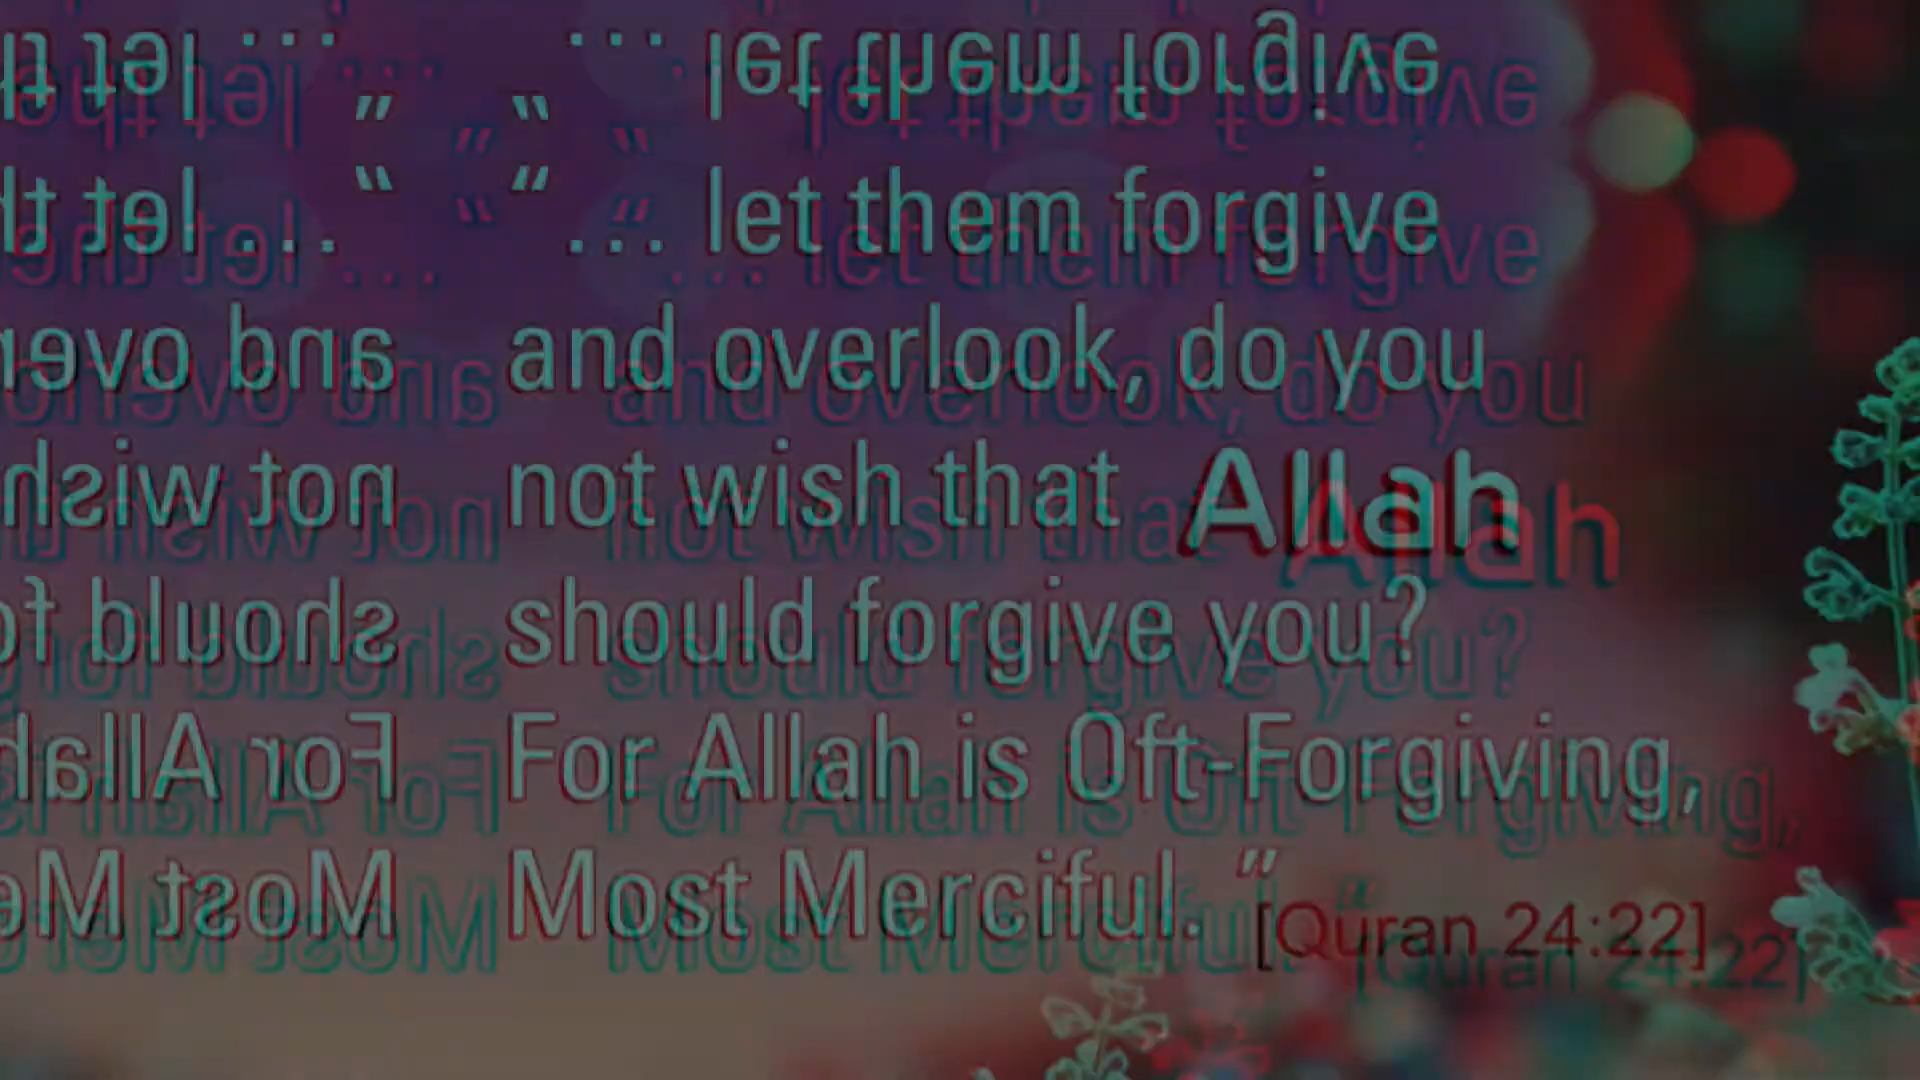 “ ... let them forgive
and overlook, do you
not wish that Allah
should forgive you?
For Allah is Oft-Forgiving,
Most Merciful. ”
[Quran 24:22]